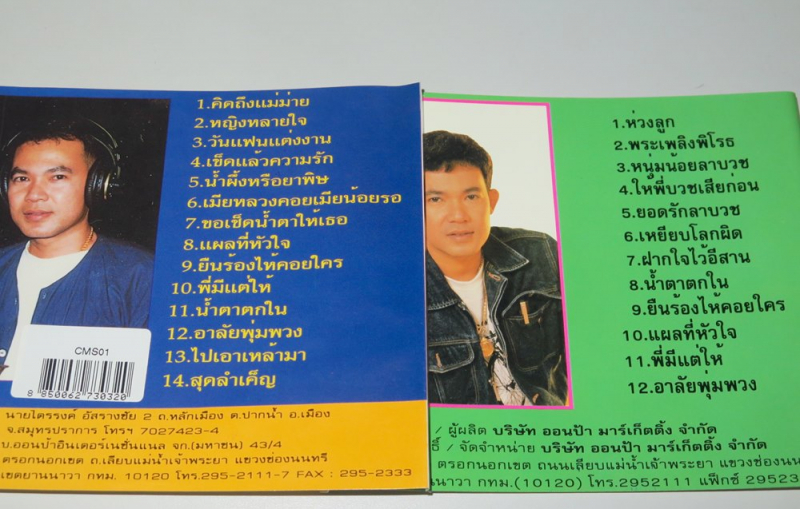 1.คิดถึงแม่ม่าย
2.หญิงหลายใจ
3.วันแฟนแต่งงาน
4.เช็ดแล้วความรัก
5.น้ำผึ้งหรือยาพิษ
6.เมียหลวงคอยเมียน้อยรอ
7.ขอเช็ดน้ำตาให้เธอ
8.แผลที่หัวใจ
9.ยืนร้องไห้คอยใคร
10.พี่มีแต่ให้
11.น้ำตาตกใน
12.อาลัยพุ่มพวง
13.ไปเอาเหล้ามา
14.สุดลำเค็ญ
CMS01
8 850062 730320
นายไตรรงค์ อัสรางชัย 2 ถ.หลักเมือง ต.ปากน้ำ อ.เมือง
จ.สมุทรปราการ โทรฯ 7027423-4
บ.ออนป้าอินเตอร์เนชั่นแนล จก.(มหาชน) 43/4
ตรอกนอกเขต ถ.เลียบแม่น้ำเจ้าพระยา แขวงช่องนนทรี
เขตยานนาวา กทม. 10120 โทร.295-2111-7 FAX : 295-2333
1.ห่วงลูก
2.พระเพลิงพิโรธ
3.หนุ่มน้อยลาบวช
4.ให้พี่บวชเสียก่อน
5.ยอดรักลาบวช
6.เหยียบโลกผิด
7.ฝากใจไว้อีสาน
8.น้ำตาตกใน
9.ยืนร้องไห้คอยใคร
10.แผลที่หัวใจ
11.พี่มีแต่ให้
12.อาลัยพุ่มพวง
/ ผู้ผลิต บริษัท ออนป้า มาร์เก็ตติ้ง จำกัด
/ จัดจำหน่าย บริษัท ออนป้า มาร์เก็ตติ้ง จำกัด
ตรอกนอกเขต ถนนเลียบแม่น้ำเจ้าพระยา แขวงช่องนน
นาวา กทม.(10120) โทร.2952111 แฟ็กซ์ 29523